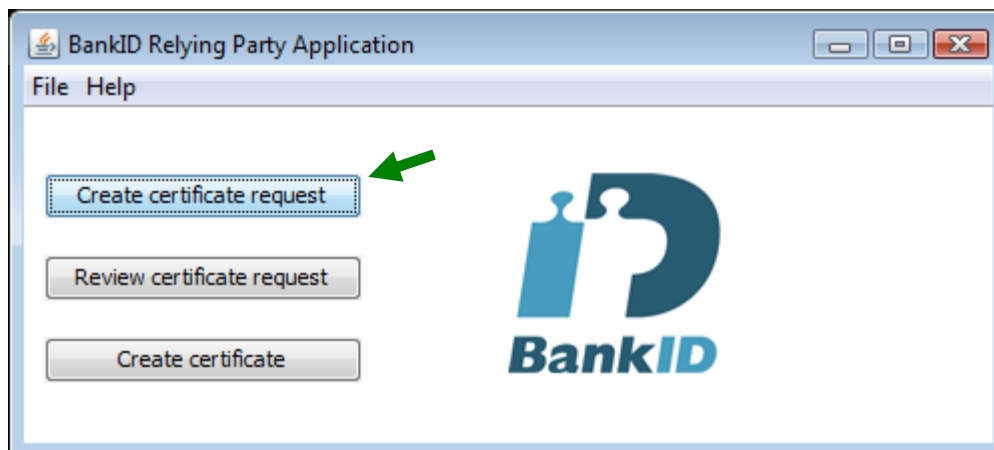 BankID Relying Party Application
File Help
Create certificate request
Review certificate request
Create certificate
BankID